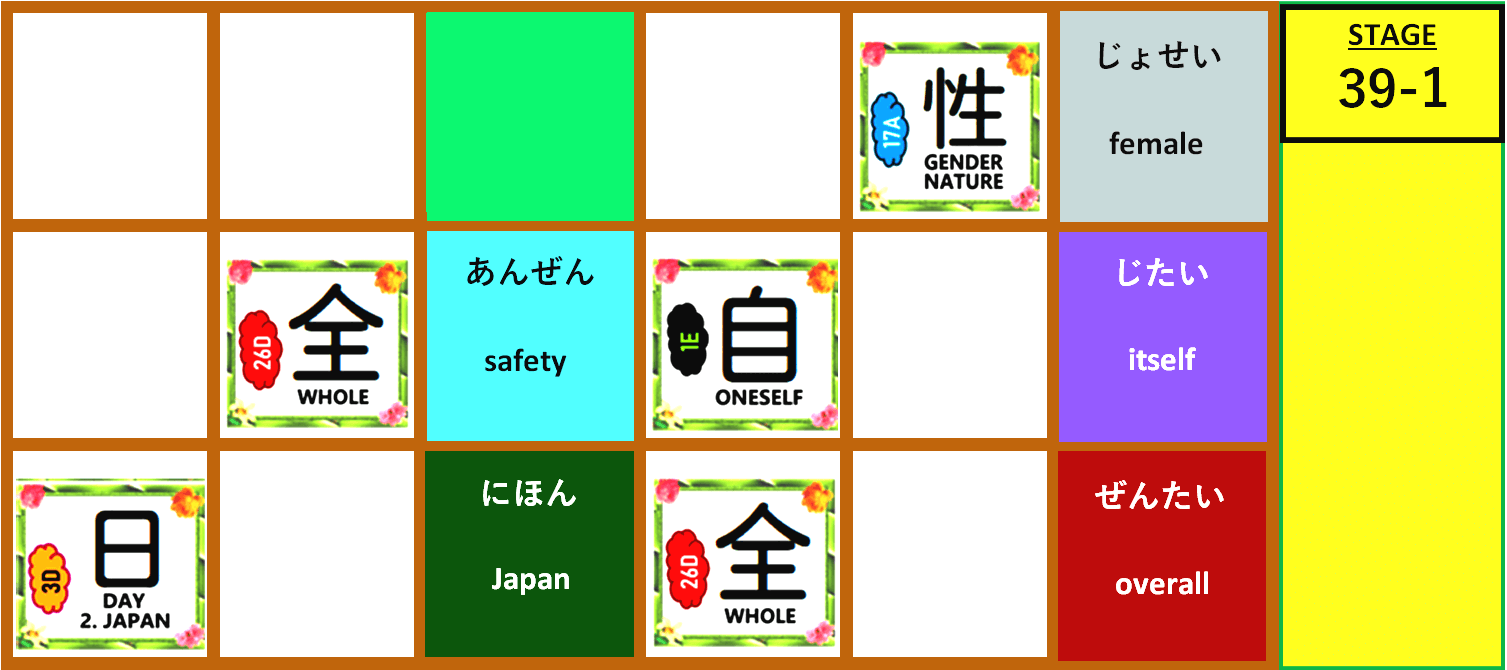 17A
性
GENDER
NATURE
じょせい
female
STAGE
39-1
26D
全
WHOLE
あんぜん
safety
1E
自
ONESELF
じたい
itself
3D
日
DAY
2. JAPAN
にほん
Japan
26D
全
WHOLE
ぜんたい
overall